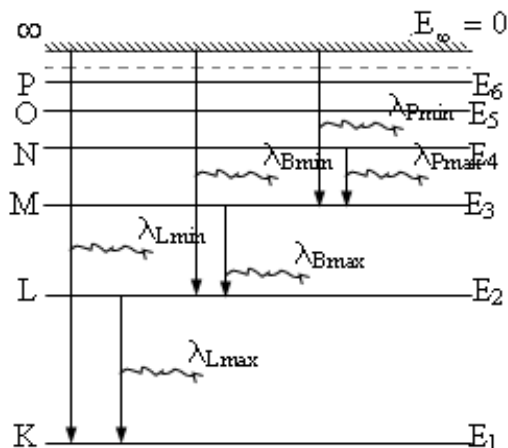 ∞ E∞ = 0
P E6
O E5
λPmin
N E4
λBmin λPmax
M E3
λLmin
λBmax
L E2
λLmax
K E1